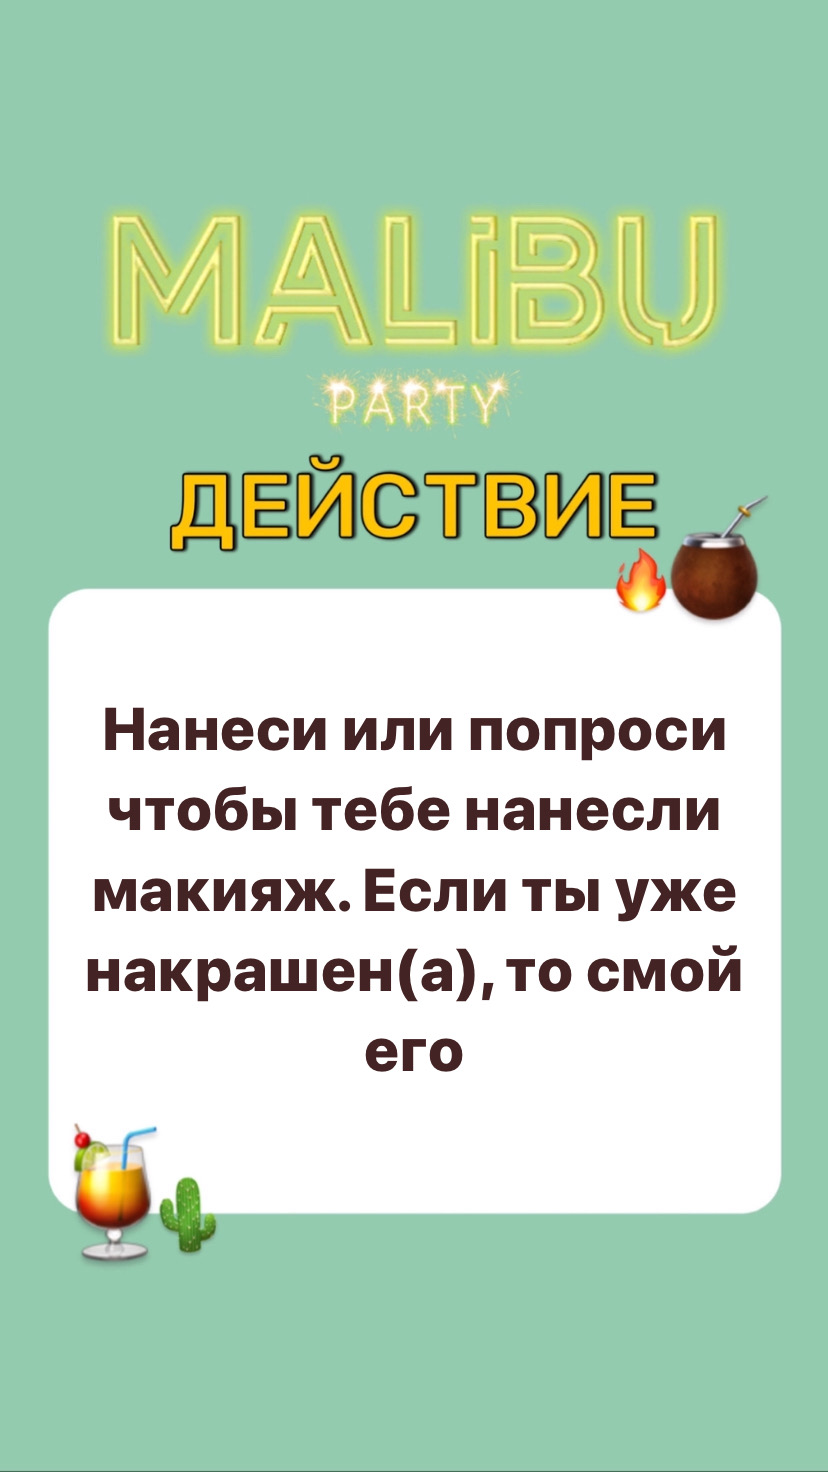 MALiBU
PARTY
ДЕЙСТВИЕ
Нанеси или попроси
чтобы тебе нанесли
макияж. Если ты уже
накрашен(а), то смой
его